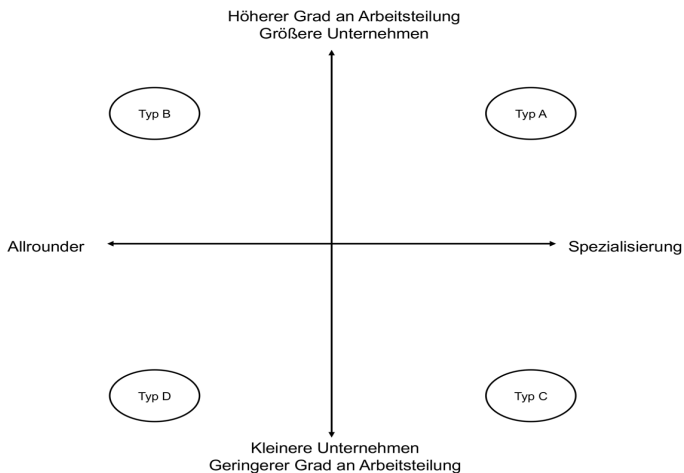 Höherer Grad an Arbeitsteilung
Größere Unternehmen
Typ B
Typ A
Allrounder
Spezialisierung
Typ D
Typ C
Kleinere Unternehmen
Geringerer Grad an Arbeitsteilung